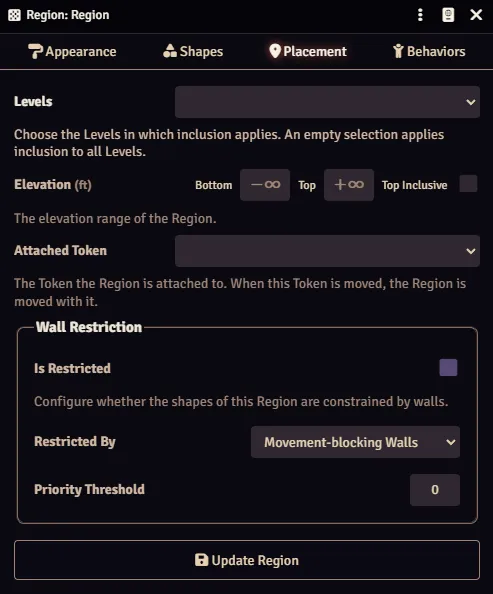 Region: Region
Appearance Shapes Placement Behaviors
Levels
Choose the Levels in which inclusion applies. An empty selection applies
inclusion to all Levels.
Elevation (ft) Bottom −∞ Top +∞ Top Inclusive
The elevation range of the Region.
Attached Token
The Token the Region is attached to. When this Token is moved, the Region is
moved with it.
Wall Restriction
Is Restricted
Configure whether the shapes of this Region are constrained by walls.
Restricted By Movement-blocking Walls
Priority Threshold 0
Update Region